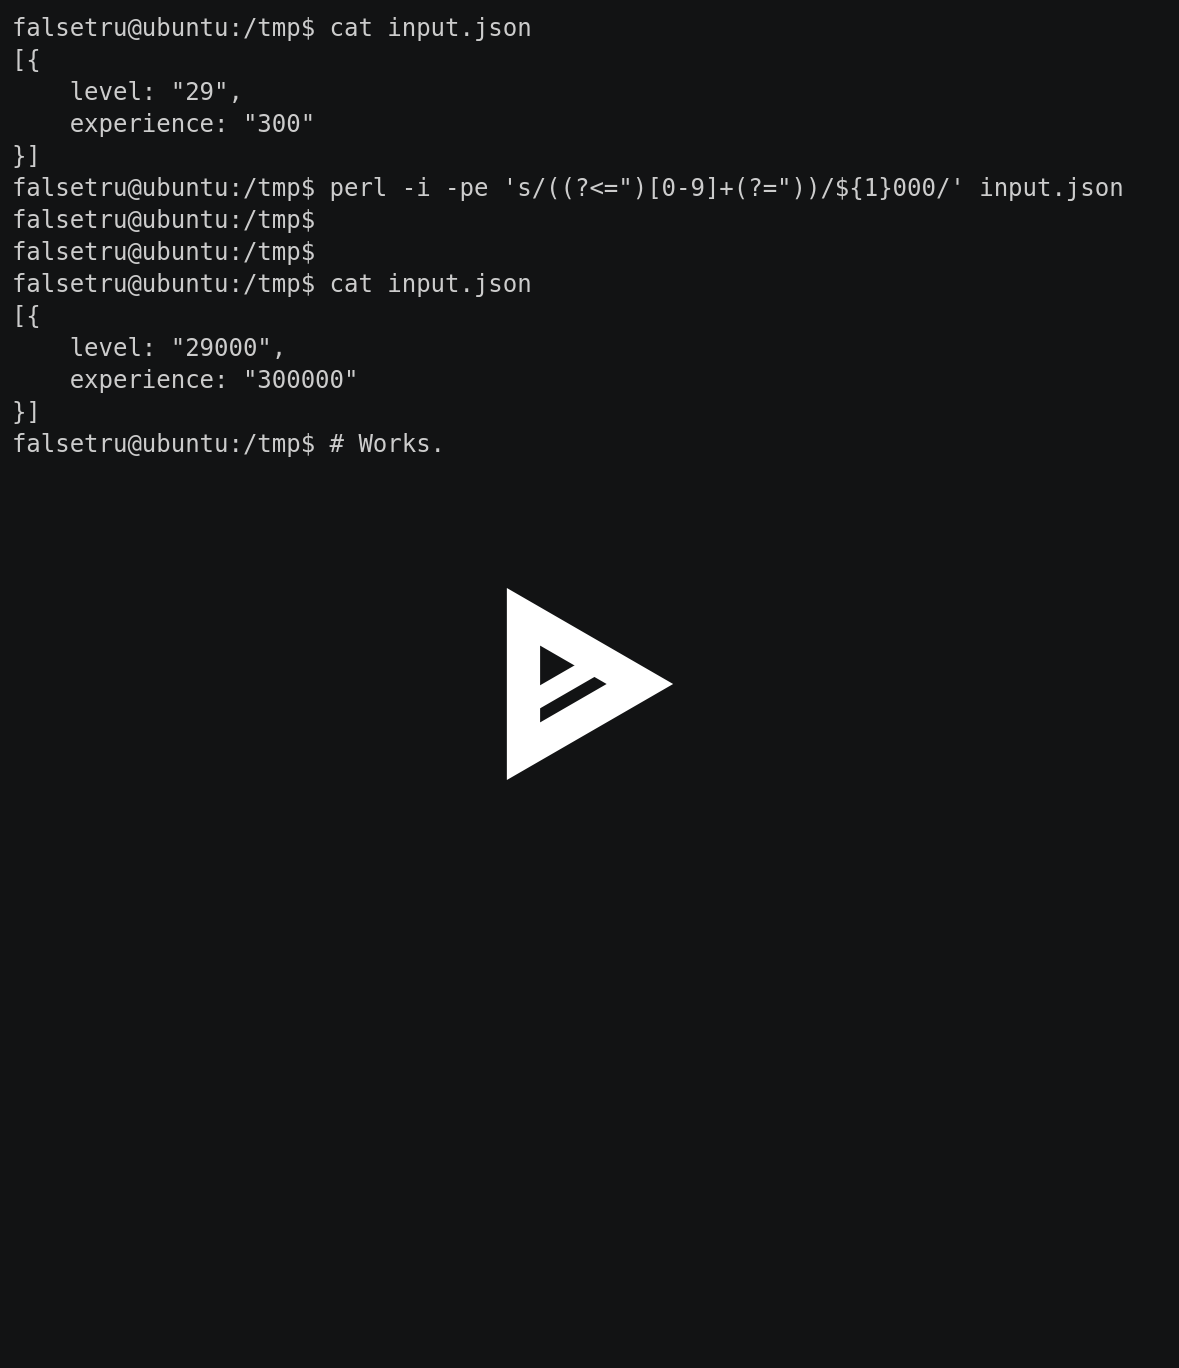 falsetru@ubuntu:/tmp$ cat input.json
[{
    level: "29",
    experience: "300"
}]
falsetru@ubuntu:/tmp$ perl -i -pe 's/((?<=")[0-9]+(?="))/${1}000/' input.json
falsetru@ubuntu:/tmp$
falsetru@ubuntu:/tmp$
falsetru@ubuntu:/tmp$ cat input.json
[{
    level: "29000",
    experience: "300000"
}]
falsetru@ubuntu:/tmp$ # Works.